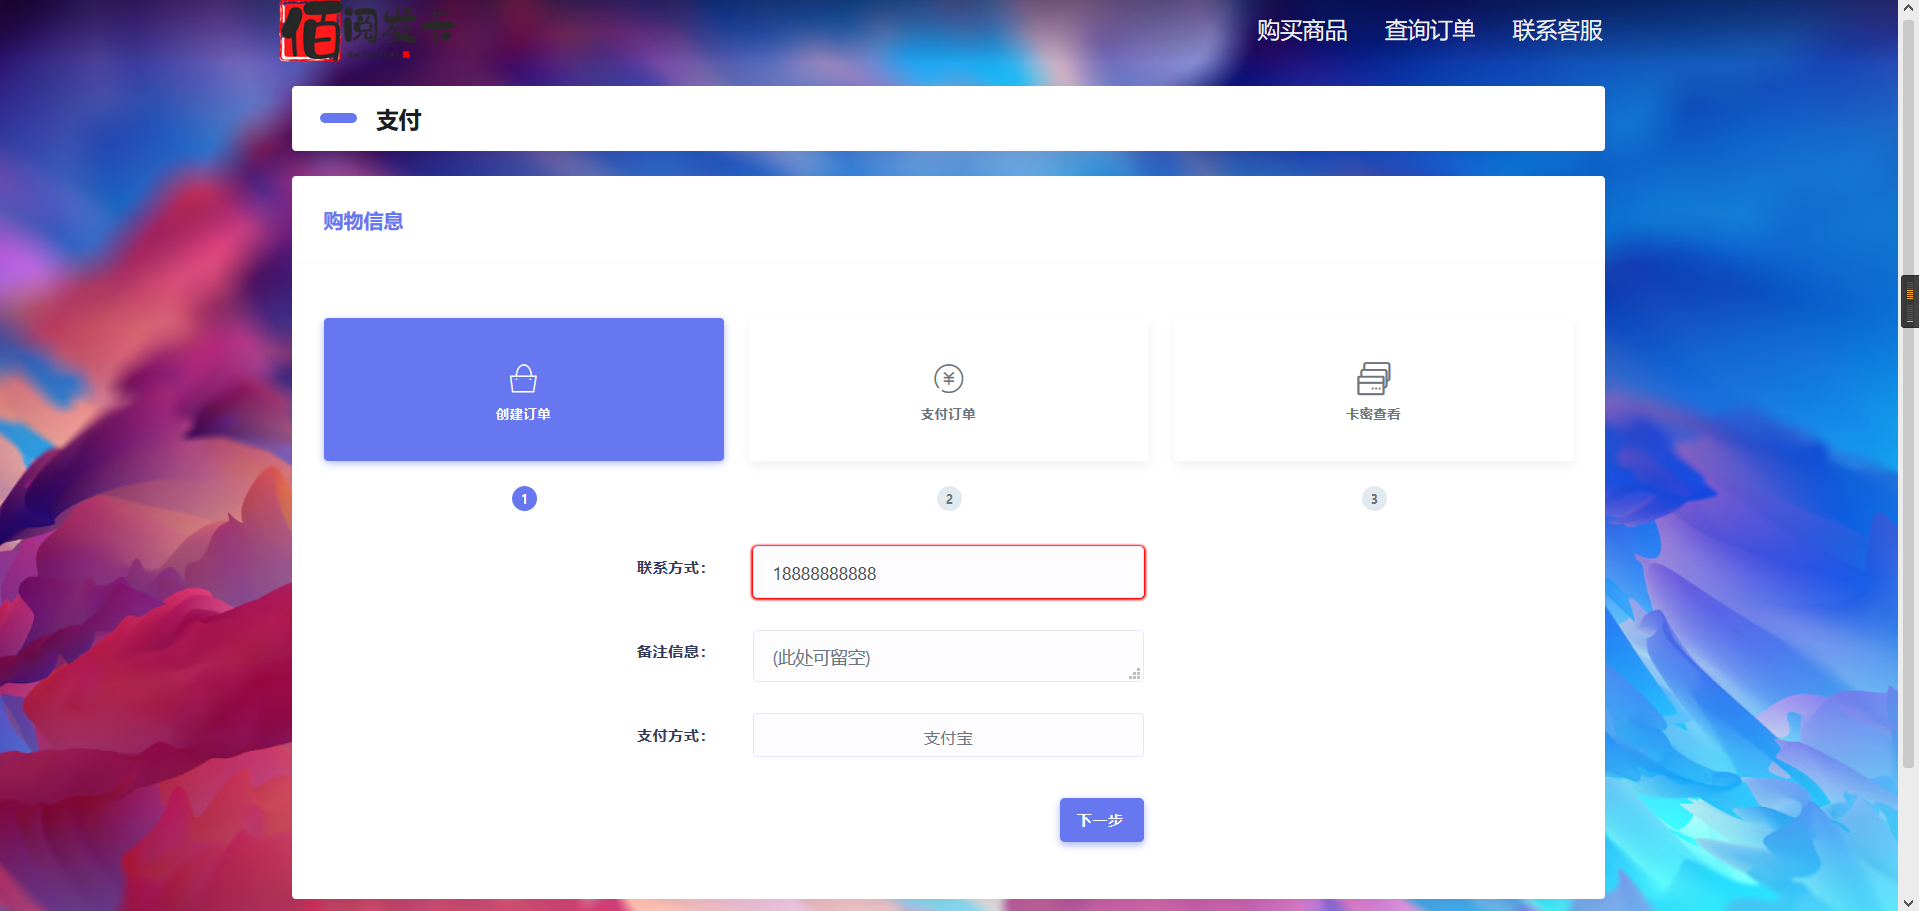 佰阅发卡
购买商品 查询订单 联系客服
支付
购物信息
创建订单
支付订单
卡密查看
1
2
3
联系方式：
18888888888
备注信息：
(此处可留空)
支付方式：
支付宝
下一步